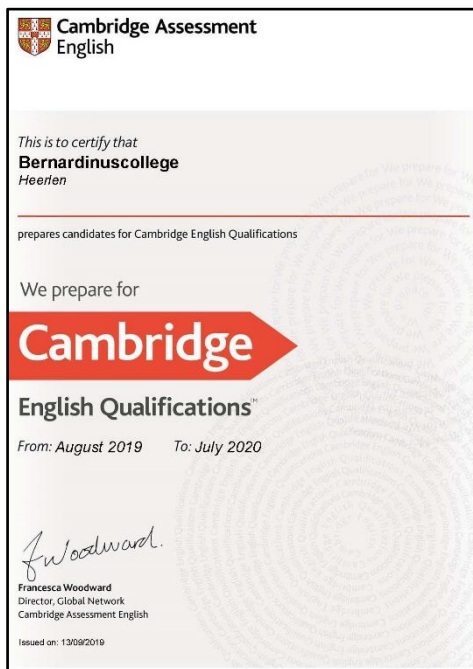 Cambridge Assessment
English
This is to certify that
Bernardinuscollege
Heerlen
prepares candidates for Cambridge English Qualifications
We prepare for
Cambridge
English Qualifications™
From: August 2019 To: July 2020
F Woodward.
Francesca Woodward
Director, Global Network
Cambridge Assessment English
Issued on: 13/09/2019